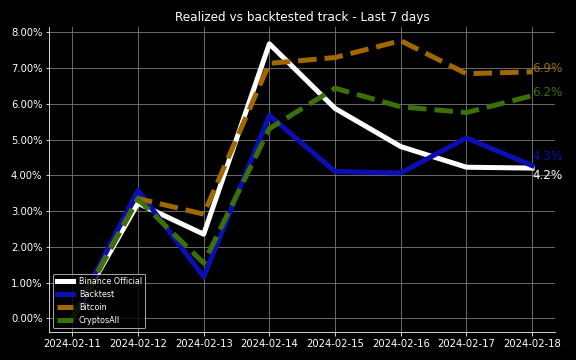 Realized vs backtested track - Last 7 days
8.00%
7.00%
6.00%
5.00%
4.00%
3.00%
2.00%
1.00%
0.00%
6.9%
6.2%
4.3%
4.2%
Binance Official
Backtest
Bitcoin
CryptosAll
2024-02-11 2024-02-12 2024-02-13 2024-02-14 2024-02-15 2024-02-16 2024-02-17 2024-02-18